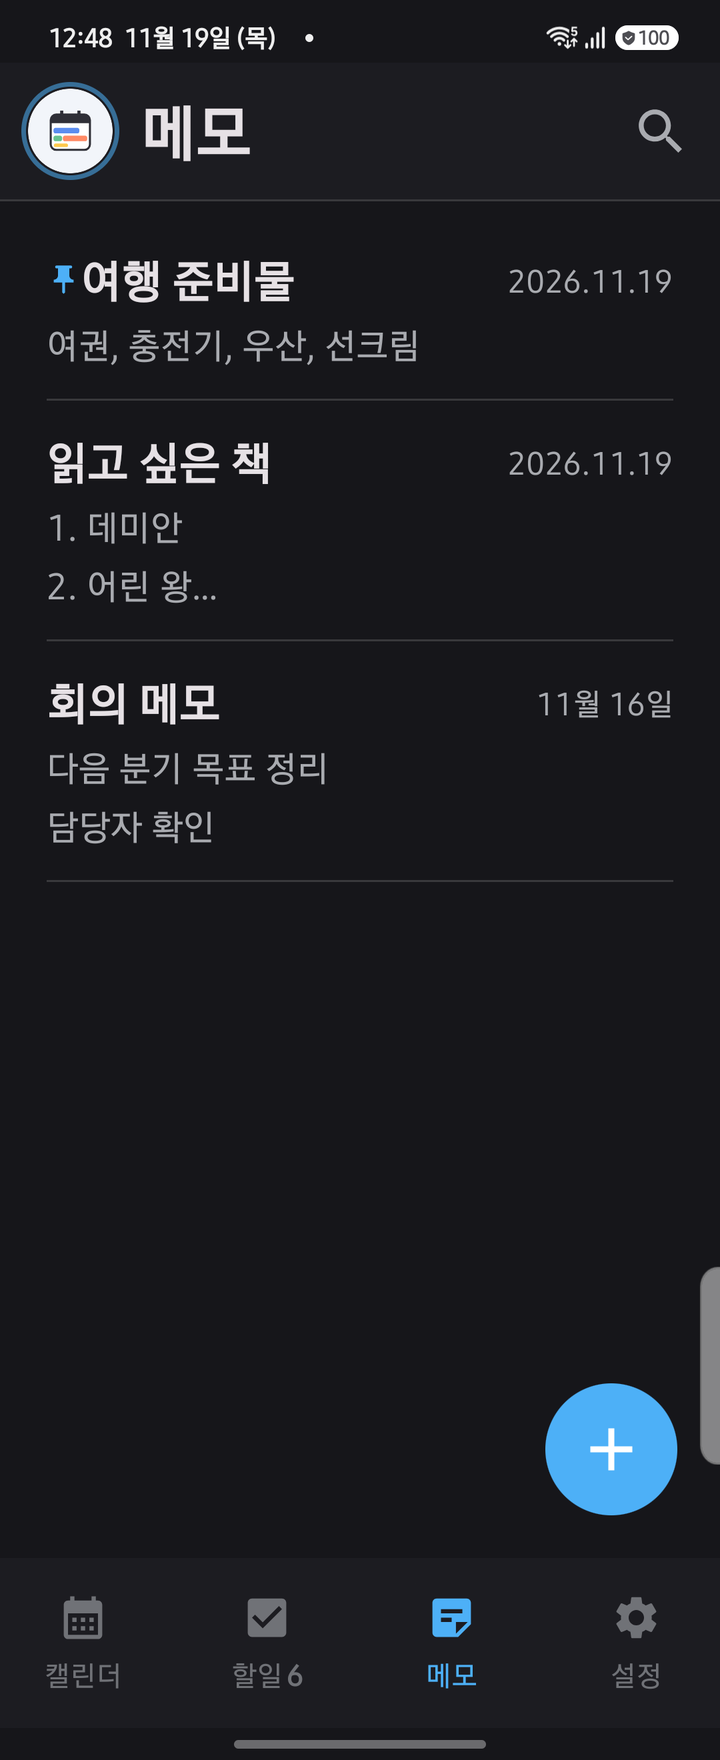 12:48 11월 19일 (목)
5
100
메모
여행 준비물
2026.11.19
여권, 충전기, 우산, 선크림
읽고 싶은 책
2026.11.19
1. 데미안
2. 어린 왕...
회의 메모
11월 16일
다음 분기 목표 정리
담당자 확인
캘린더
할일 6
메모
설정